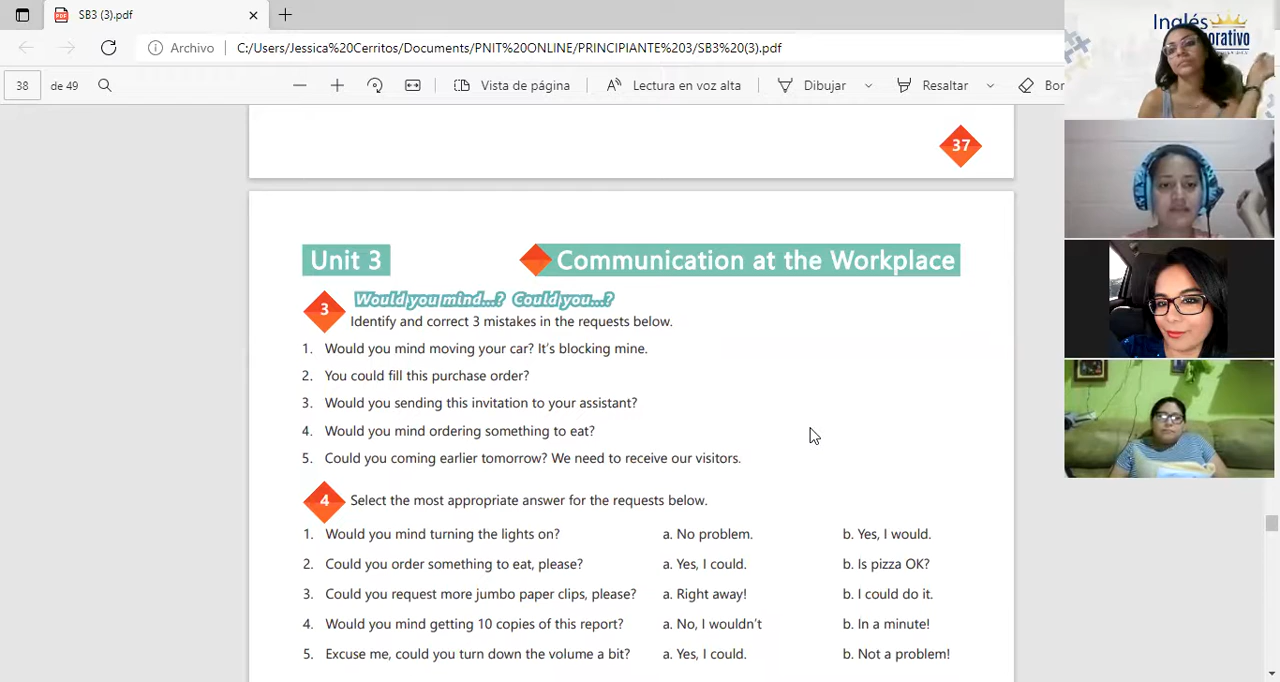 SB3 (3).pdf
Archivo
C:/Users/Jessica%20Cerritos/Documents/PNIT%20ONLINE/PRINCIPIANTE%203/SB3%20(3).pdf
38 de 49
Vista de página
Lectura en voz alta
Dibujar
Resaltar
Bor
Inglés
orativo
37
Unit 3
Communication at the Workplace
3 Would you mind...? Could you...?
Identify and correct 3 mistakes in the requests below.
1. Would you mind moving your car? It's blocking mine.
2. You could fill this purchase order?
3. Would you sending this invitation to your assistant?
4. Would you mind ordering something to eat?
5. Could you coming earlier tomorrow? We need to receive our visitors.
4 Select the most appropriate answer for the requests below.
1. Would you mind turning the lights on? a. No problem. b. Yes, I would.
2. Could you order something to eat, please? a. Yes, I could. b. Is pizza OK?
3. Could you request more jumbo paper clips, please? a. Right away! b. I could do it.
4. Would you mind getting 10 copies of this report? a. No, I wouldn't b. In a minute!
5. Excuse me, could you turn down the volume a bit? a. Yes, I could. b. Not a problem!